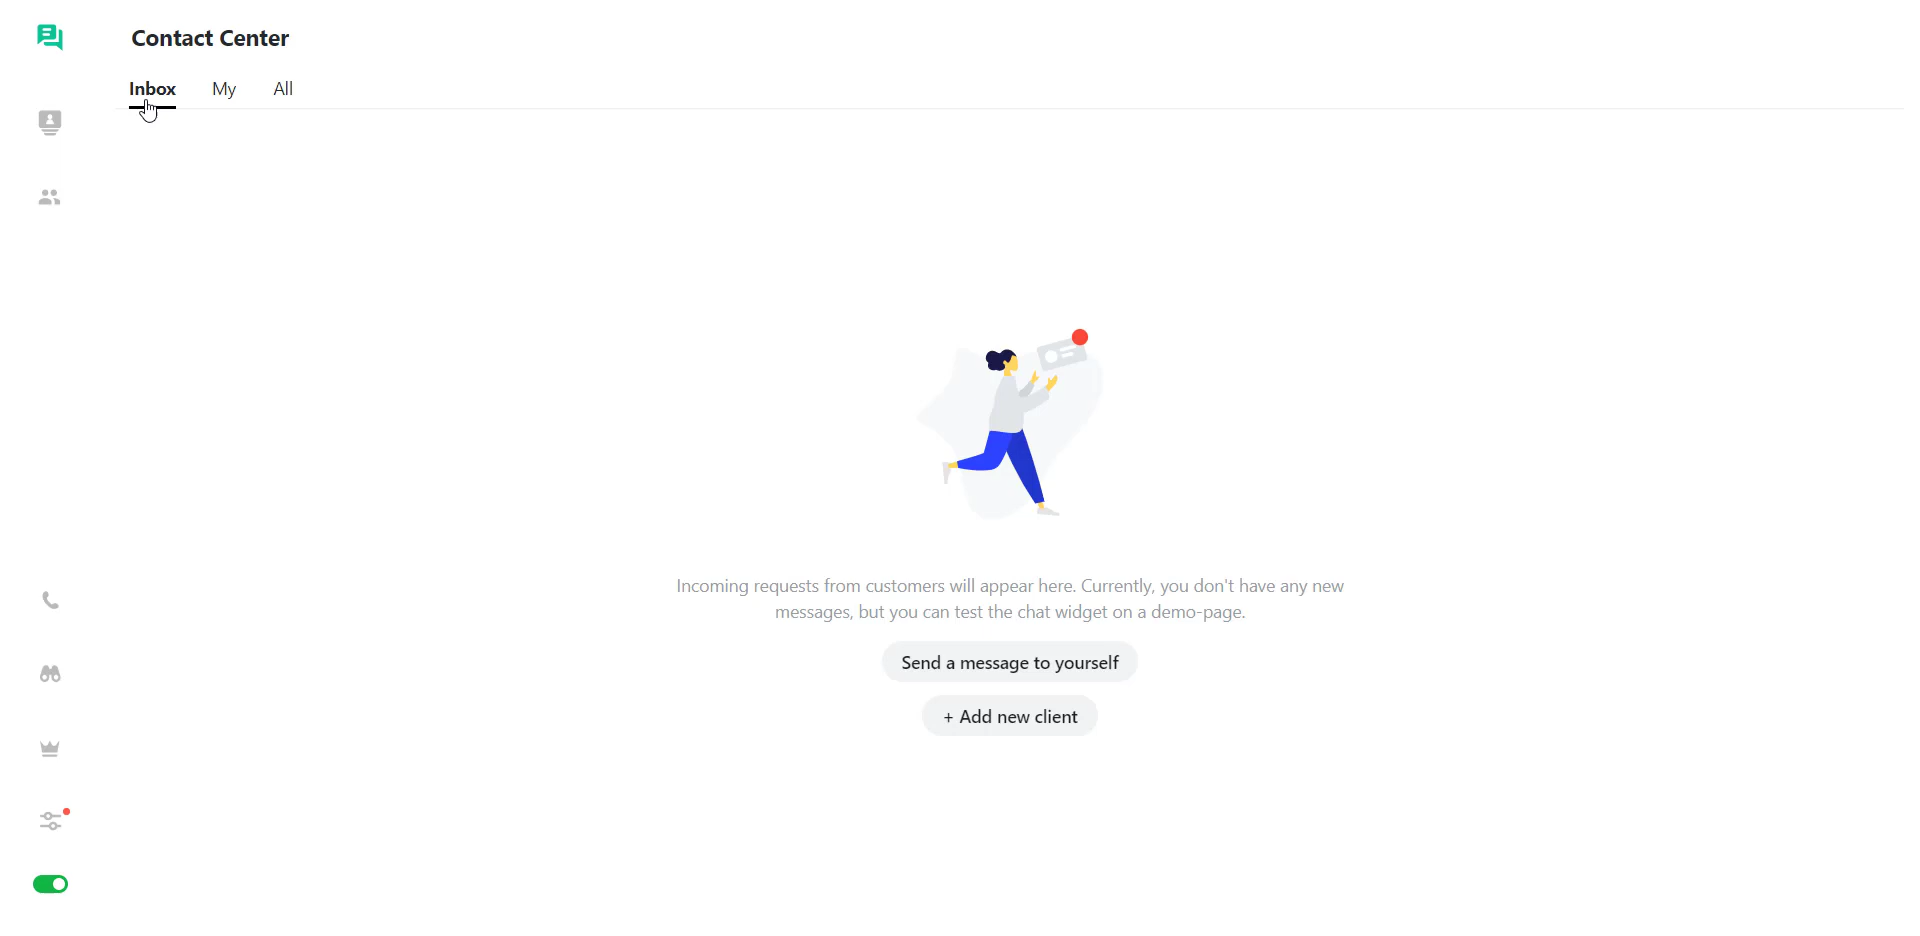 Contact Center
Inbox My All
Incoming requests from customers will appear here. Currently, you don't have any new
messages, but you can test the chat widget on a demo-page.
Send a message to yourself
+ Add new client